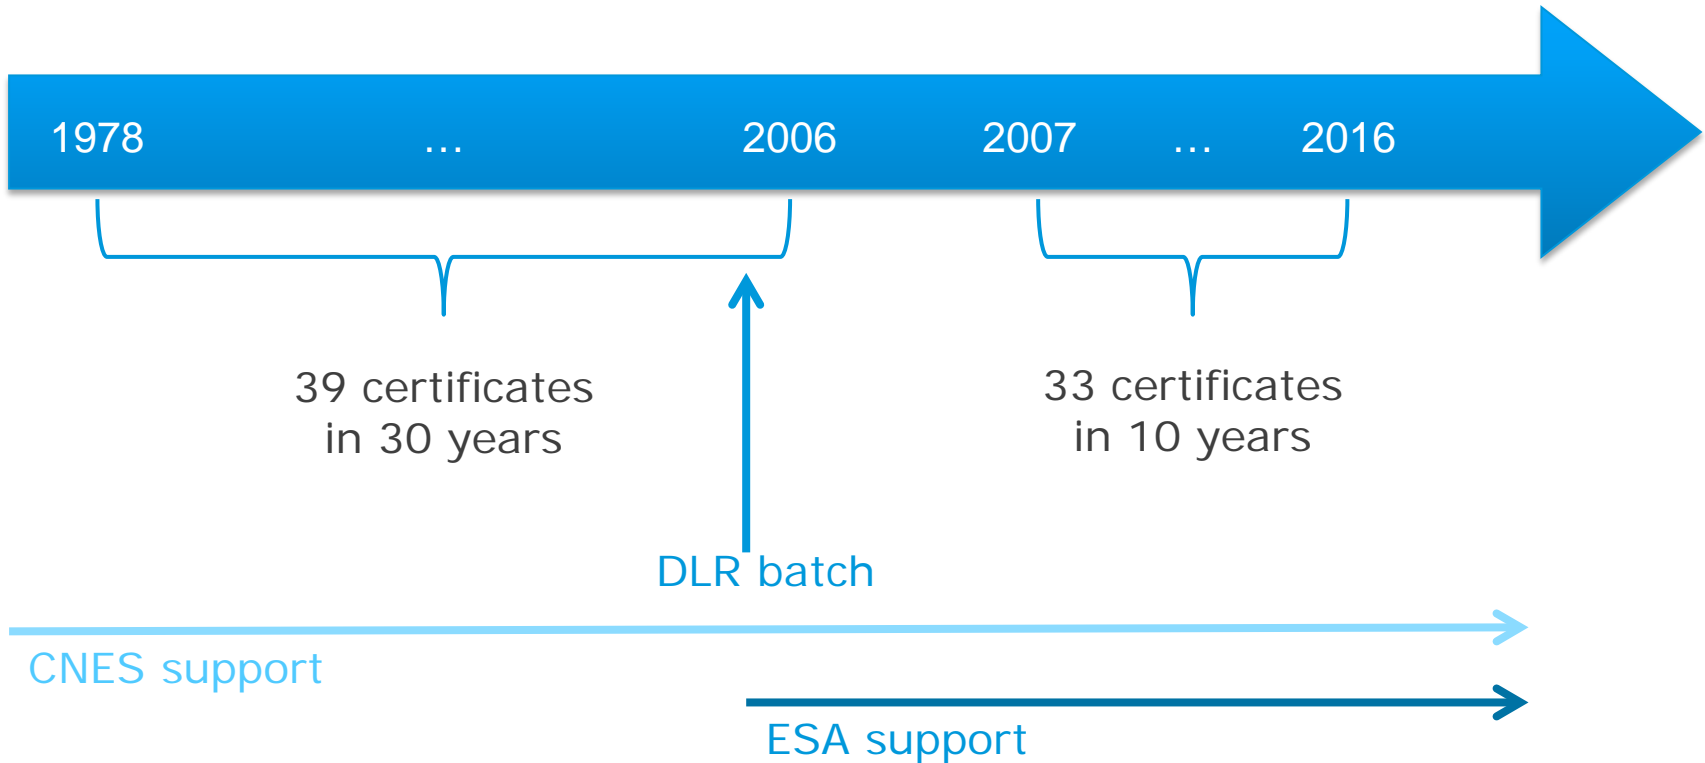 1978 … 2006 2007 … 2016
39 certificates
in 30 years
33 certificates
in 10 years
DLR batch
CNES support
ESA support